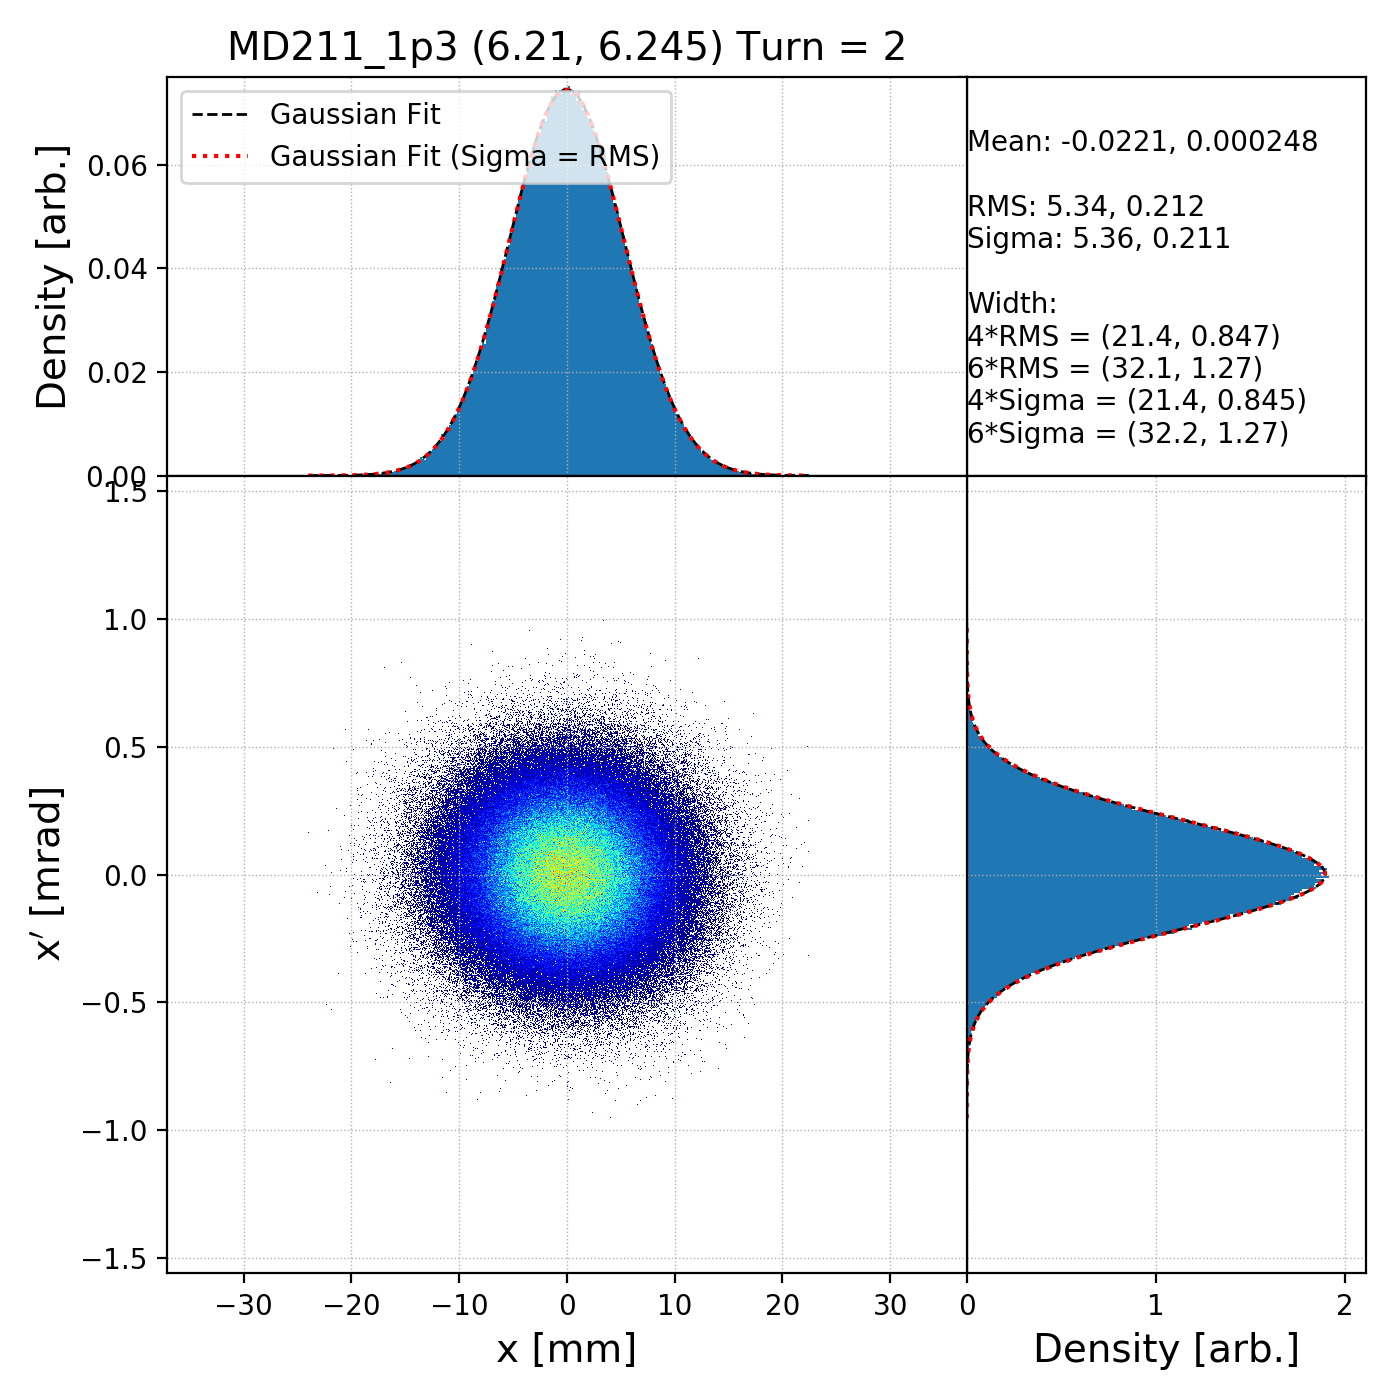 MD211_1p3 (6.21, 6.245) Turn = 2
Gaussian Fit
Gaussian Fit (Sigma = RMS)
Density [arb.]
0.06
0.04
0.02
0.00
Mean: -0.0221, 0.000248
RMS: 5.34, 0.212
Sigma: 5.36, 0.211
Width:
4*RMS = (21.4, 0.847)
6*RMS = (32.1, 1.27)
4*Sigma = (21.4, 0.845)
6*Sigma = (32.2, 1.27)
x′ [mrad]
1.5
1.0
0.5
0.0
−0.5
−1.0
−1.5
−30 −20 −10 0 10 20 30
x [mm]
0 1 2
Density [arb.]